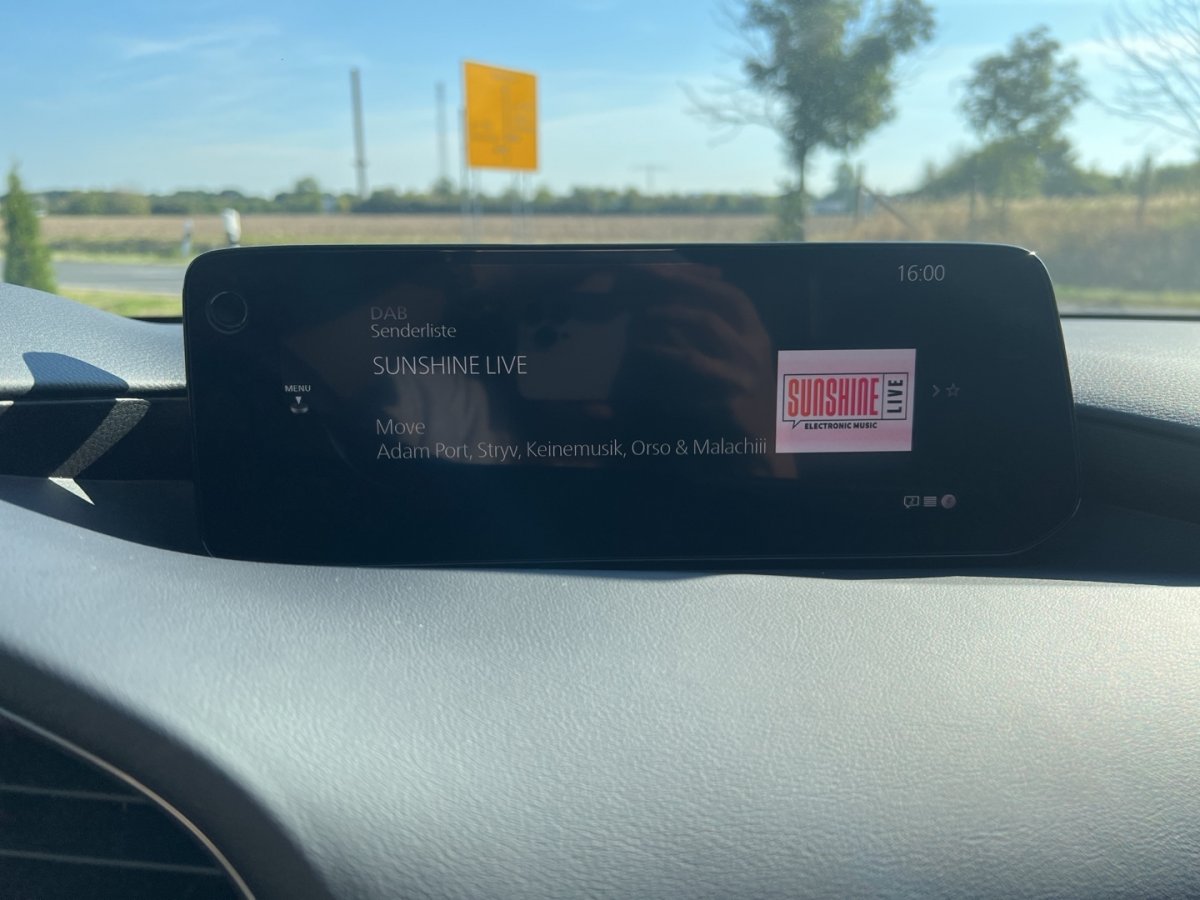 16:00
DAB
Senderliste
SUNSHINE LIVE
MENU
Move
Adam Port, Stryv, Keinemusik, Orso & Malachiii
SUNSHINE
LIVE
ELECTRONIC MUSIC